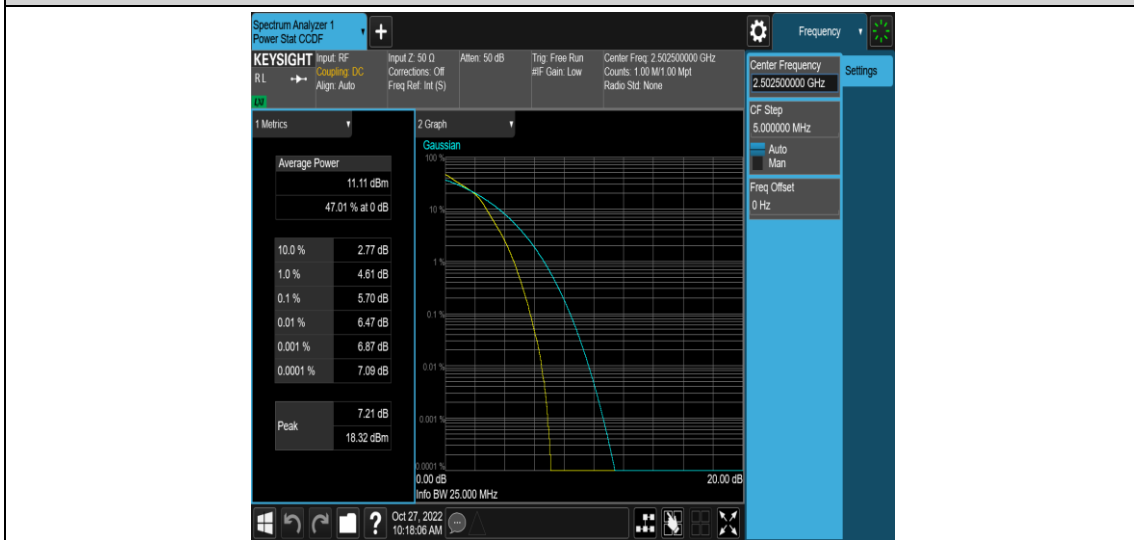 Spectrum Analyzer 1
Power Stat CCDF
+
Frequency
KEYSIGHT
RL
LXI
Input: RF
Coupling: DC
Align: Auto
Input Z: 50 Ω
Corrections: Off
Freq Ref: Int (S)
Atten: 50 dB
Trig: Free Run
#IF Gain: Low
Center Freq: 2.502500000 GHz
Counts: 1.00 M/1.00 Mpt
Radio Std: None
Center Frequency
2.502500000 GHz
Settings
CF Step
5.000000 MHz
Auto
Man
Freq Offset
0 Hz
1 Metrics
Average Power
11.11 dBm
47.01 % at 0 dB
10.0 % 2.77 dB
1.0 % 4.61 dB
0.1 % 5.70 dB
0.01 % 6.47 dB
0.001 % 6.87 dB
0.0001 % 7.09 dB
Peak 7.21 dB
18.32 dBm
2 Graph
Gaussian
100 %
10 %
1 %
0.1 %
0.01 %
0.001 %
0.0001 %
0.00 dB 20.00 dB
Info BW 25.000 MHz
?
Oct 27, 2022
10:18:06 AM